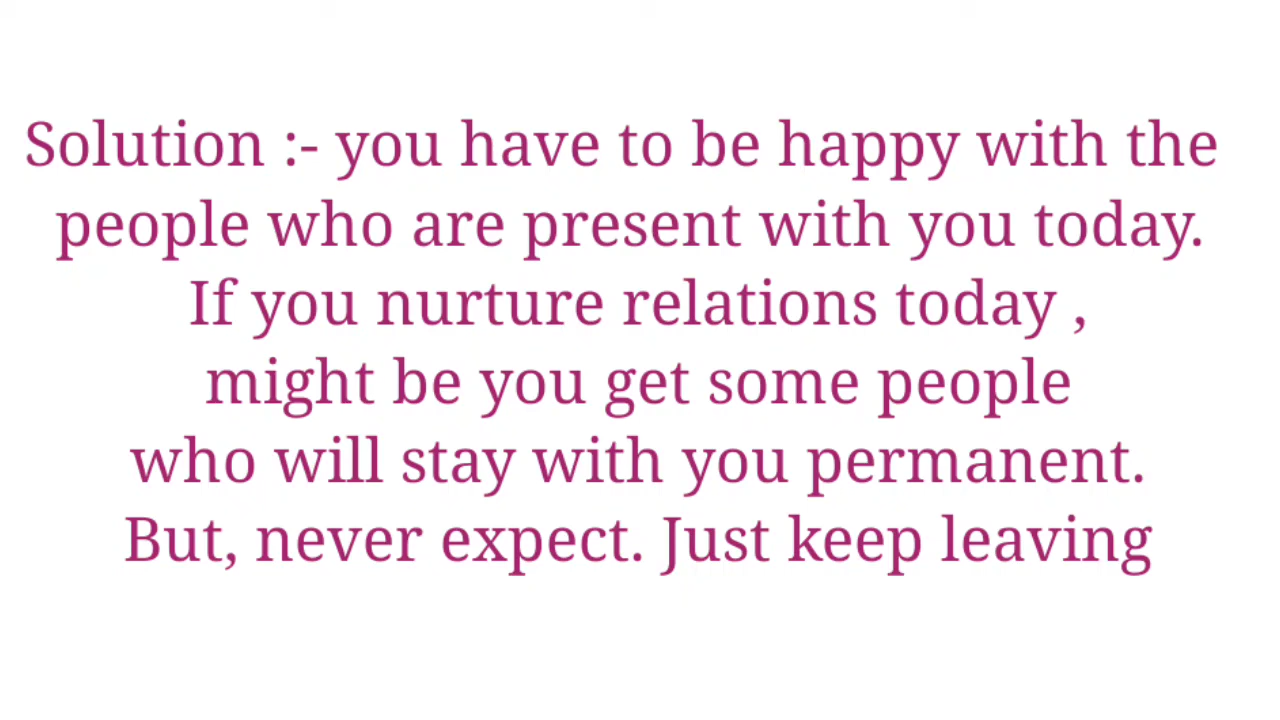 Solution :- you have to be happy with the
people who are present with you today.
If you nurture relations today ,
might be you get some people
who will stay with you permanent.
But, never expect. Just keep leaving